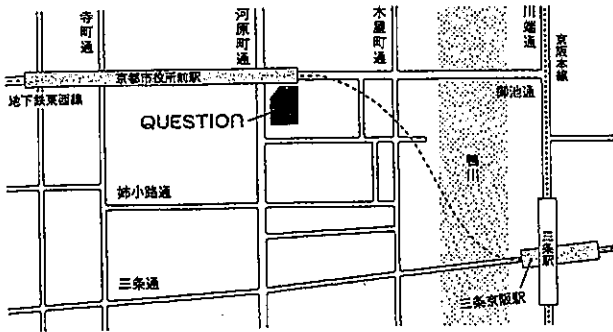 寺町通
河原町通
木屋町通
川端通
京阪本線
京都市役所前駅
地下鉄東西線
御池通
QUESTION
鴨川
姉小路通
三条駅
三条通
三条京阪駅